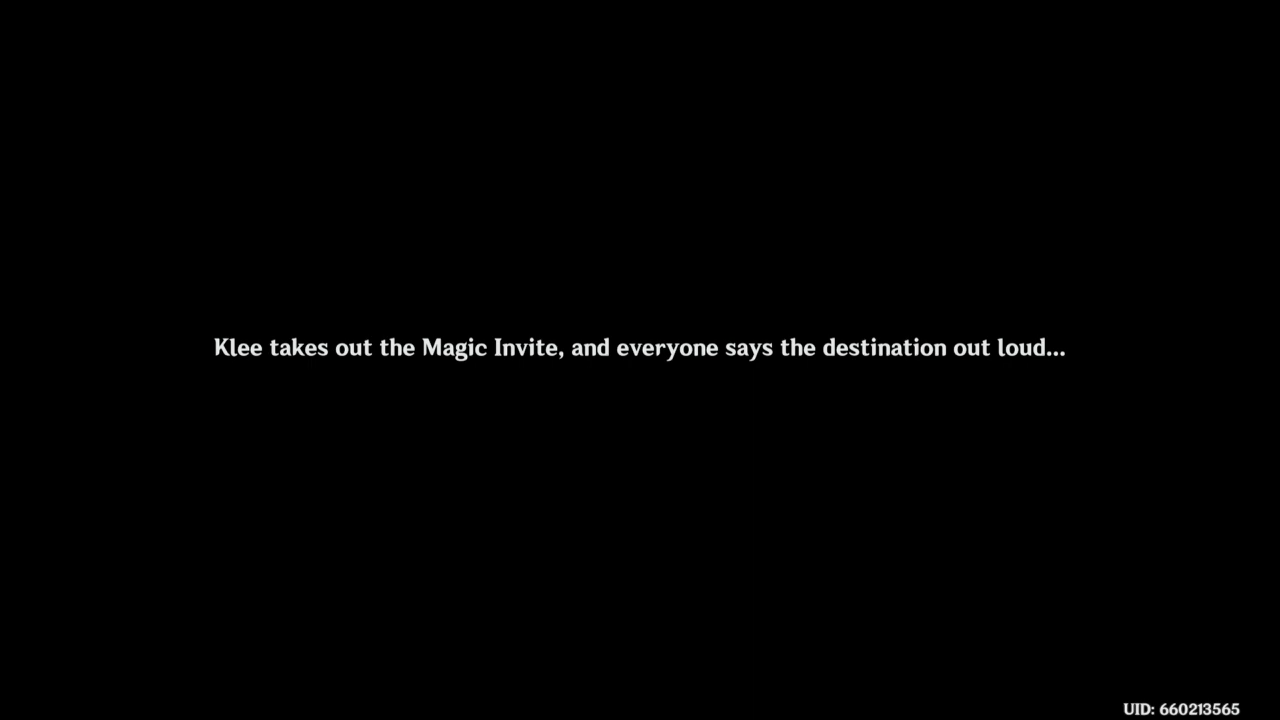 Klee takes out the Magic Invite, and everyone says the destination out loud...
UID: 660213565